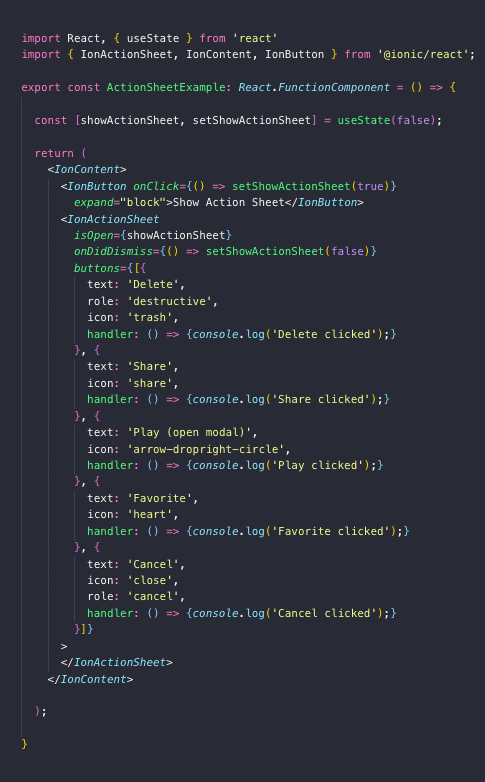 import React, { useState } from 'react'
import { IonActionSheet, IonContent, IonButton } from '@ionic/react';

export const ActionSheetExample: React.FunctionComponent = () => {

  const [showActionSheet, setShowActionSheet] = useState(false);

  return (
    <IonContent>
      <IonButton onClick={() => setShowActionSheet(true)}
        expand="block">Show Action Sheet</IonButton>
      <IonActionSheet
        isOpen={showActionSheet}
        onDidDismiss={() => setShowActionSheet(false)}
        buttons={[{
          text: 'Delete',
          role: 'destructive',
          icon: 'trash',
          handler: () => {console.log('Delete clicked');}
        }, {
          text: 'Share',
          icon: 'share',
          handler: () => {console.log('Share clicked');}
        }, {
          text: 'Play (open modal)',
          icon: 'arrow-dropright-circle',
          handler: () => {console.log('Play clicked');}
        }, {
          text: 'Favorite',
          icon: 'heart',
          handler: () => {console.log('Favorite clicked');}
        }, {
          text: 'Cancel',
          icon: 'close',
          role: 'cancel',
          handler: () => {console.log('Cancel clicked');}
        }]}
      >
      </IonActionSheet>
    </IonContent>

  );

}